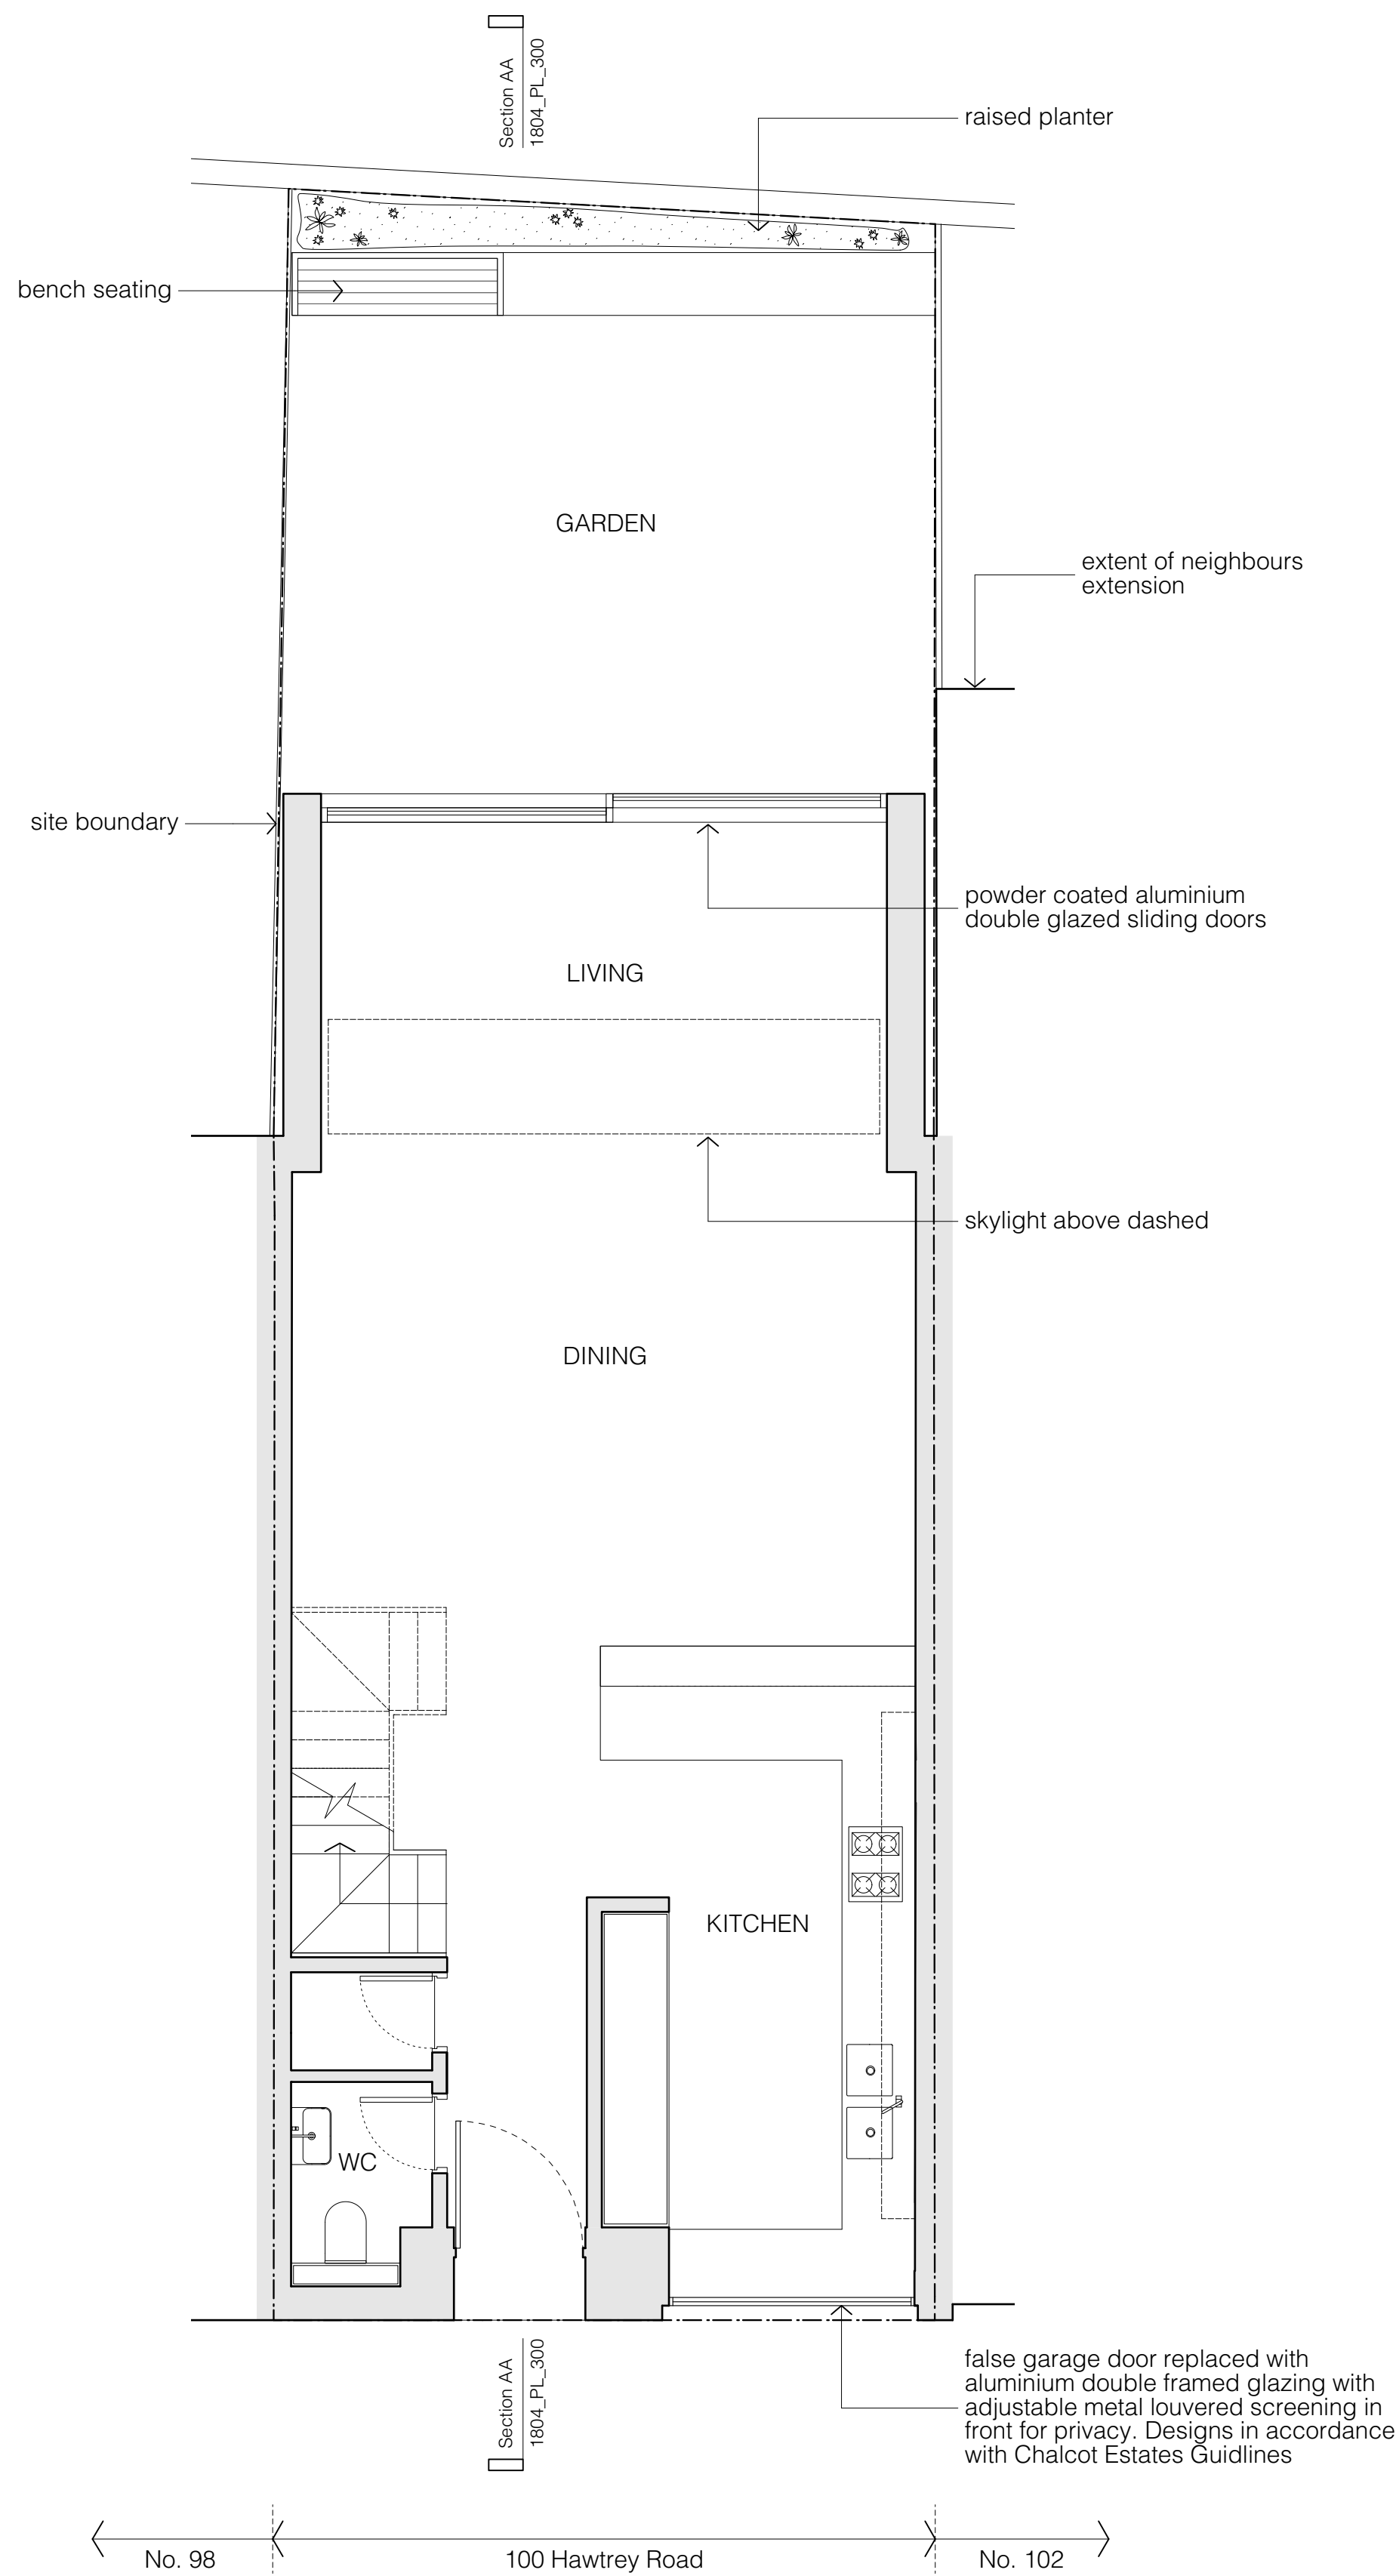 Section AA
1804_PL_300
raised planter
bench seating
GARDEN
extent of neighbours
extension
site boundary
powder coated aluminium
double glazed sliding doors
LIVING
skylight above dashed
DINING
KITCHEN
WC
Section AA
1804_PL_300
false garage door replaced with
aluminium double framed glazing with
adjustable metal louvered screening in
front for privacy. Designs in accordance
with Chalcot Estates Guidlines
No. 98
100 Hawtrey Road
No. 102